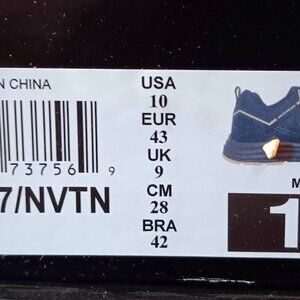 N CHINA
73756 9
7/NVTN
USA
10
EUR
43
UK
9
CM
28
BRA
42
M
1